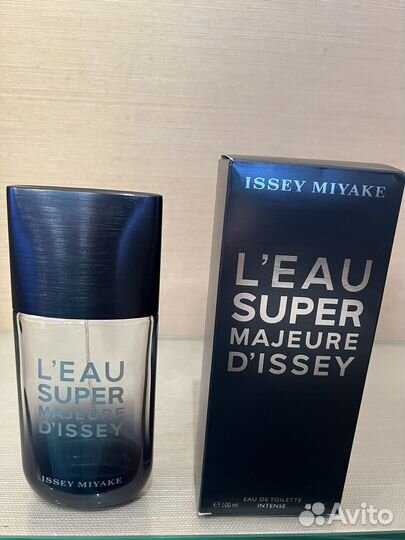 L'EAU
SUPER
MAJEURE
D'ISSEY
ISSEY MIYAKE
ISSEY MIYAKE
L'EAU
SUPER
MAJEURE
D'ISSEY
EAU DE TOILETTE
INTENSE
℮ 100 ml
Avito